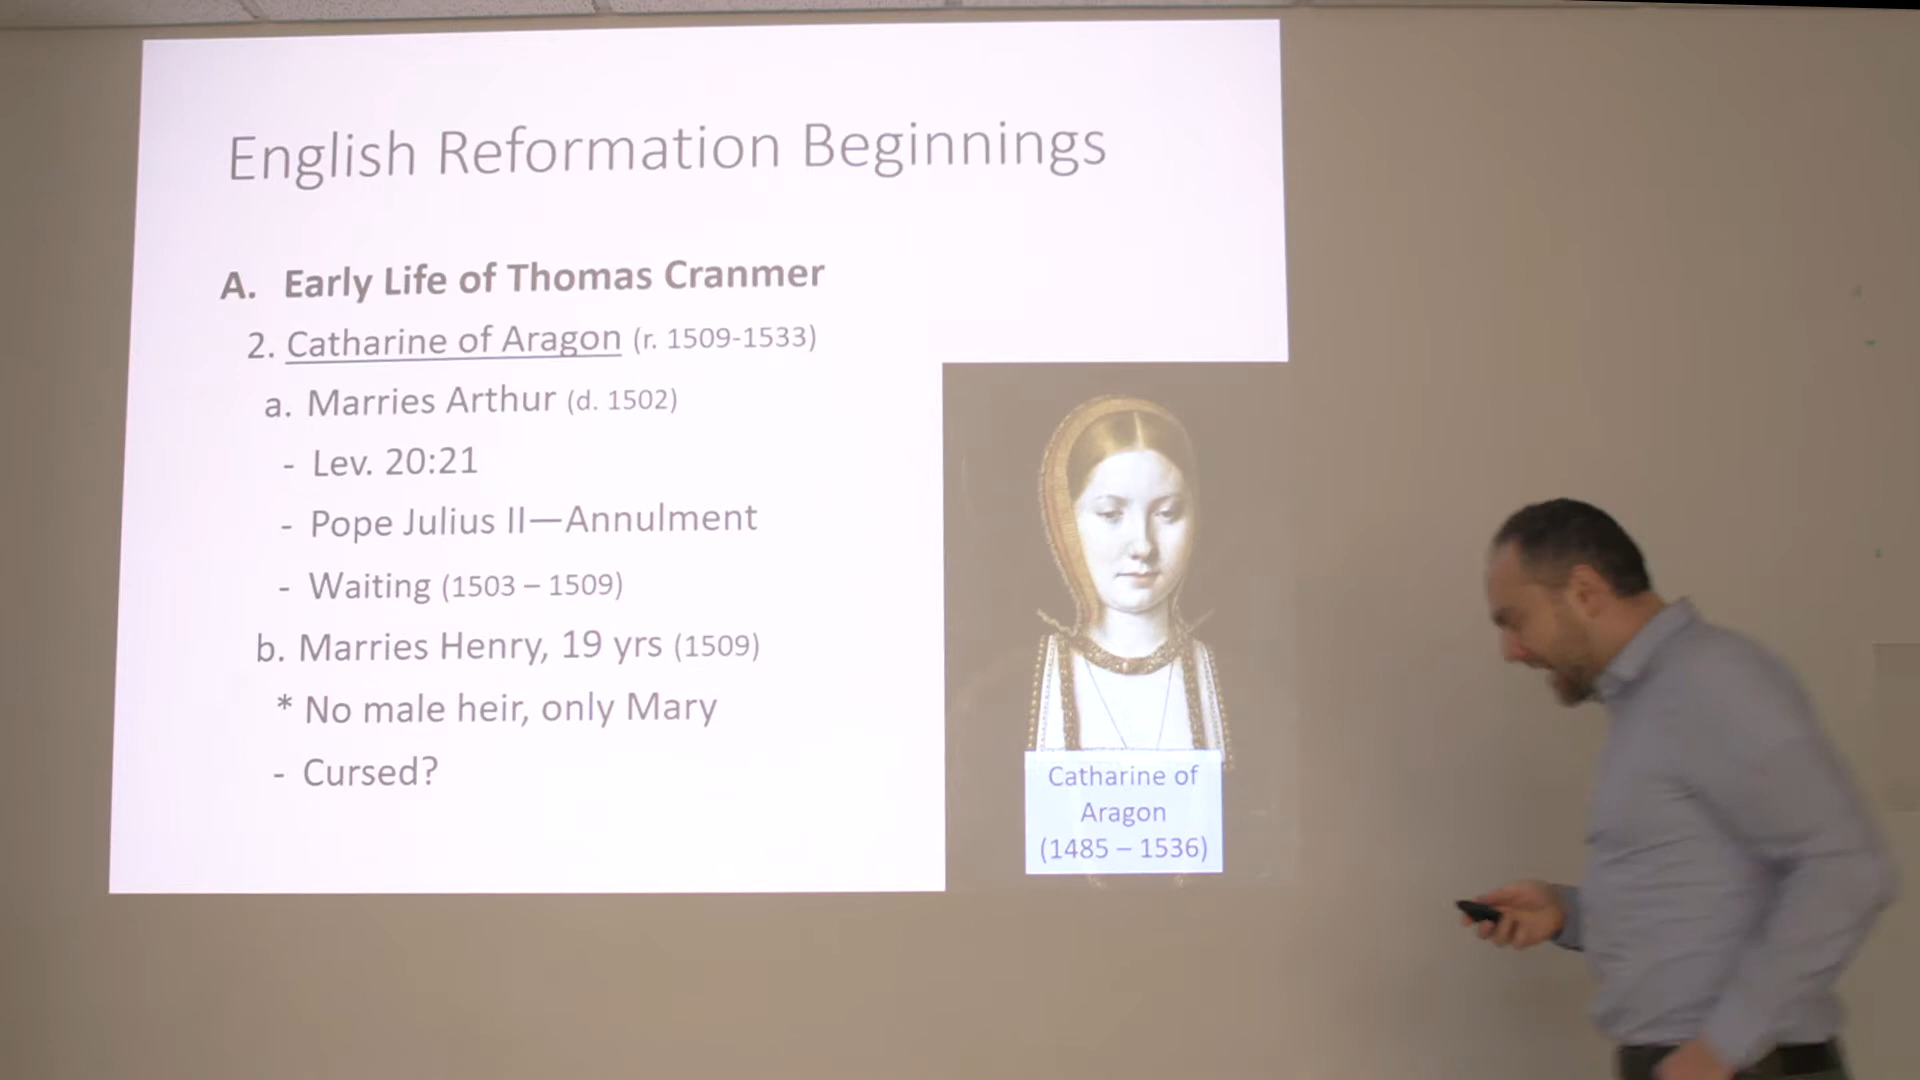 English Reformation Beginnings
A. Early Life of Thomas Cranmer
2. Catharine of Aragon (r. 1509-1533)
a. Marries Arthur (d. 1502)
- Lev. 20:21
- Pope Julius II—Annulment
- Waiting (1503 – 1509)
b. Marries Henry, 19 yrs (1509)
* No male heir, only Mary
- Cursed?
Catharine of
Aragon
(1485 – 1536)